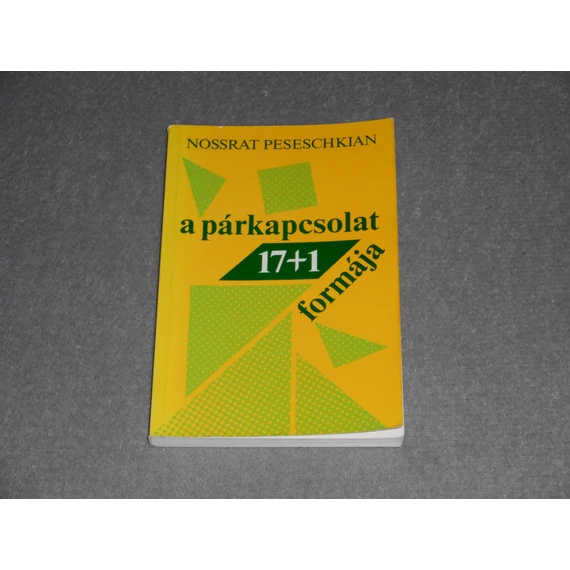 NOSSRAT PESESCHKIAN
a párkapcsolat
17+1
formája